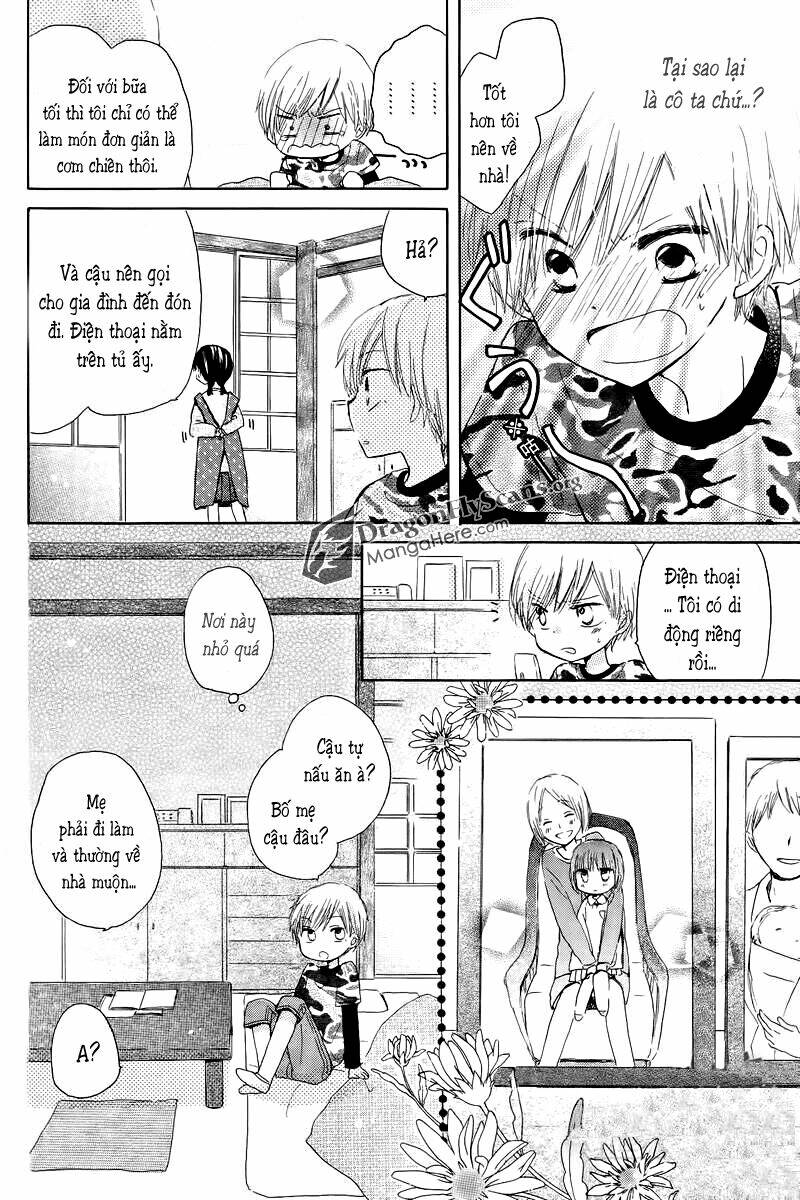 Tại sao lại
là cô ta chứ...?
Tốt
hơn tôi
nên về
nhà!
Đối với bữa
tối thì tôi chỉ có thể
làm món đơn giản là
cơm chiên thôi.
Hả?
Và cậu nên gọi
cho gia đình đến đón
đi. Điện thoại nằm
trên tủ ấy.
DragonFlyScans.org
MangaHere.com
Điện thoại
... Tôi có di
động riêng
rồi...
Nơi này
nhỏ quá
Cậu tự
nấu ăn à?
Bố mẹ
cậu đâu?
Mẹ
phải đi làm
và thường về
nhà muộn...
A?